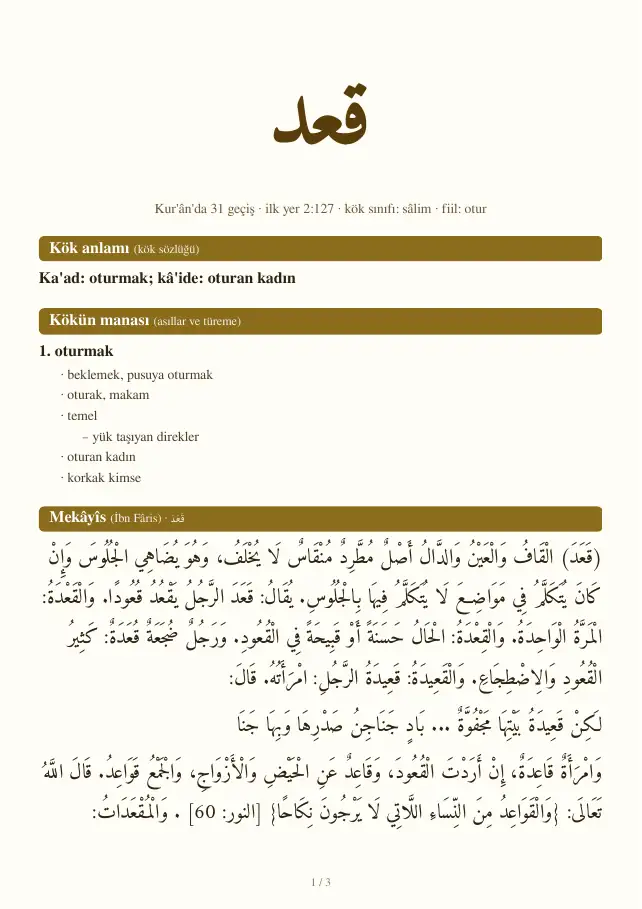 قعد
Kur'ân'da 31 geçiş · ilk yer 2:127 · kök sınıfı: sâlim · fiil: otur
Kök anlamı (kök sözlüğü)
Ka'ad: oturmak; kâ'ide: oturan kadın
Kökün manası (asıllar ve türeme)
1. oturmak
· beklemek, pusuya oturmak
· oturak, makam
· temel
– yük taşıyan direkler
· oturan kadın
· korkak kimse
Mekâyîs (İbn Fâris) · قَعَدَ
(قَعَدَ) الْقَافُ وَالْعَيْنُ وَالدَّالُ أَصْلٌ مُطَّرِدٌ مُنْقَاسٌ لَا يُخْلَفُ، وَهُوَ يُضَاهِي الْجُلُوسَ وَإِنْ
كَانَ يُتَكَلَّمُ فِي مَوَاضِعَ لَا يُتَكَلَّمُ فِيهَا بِالْجُلُوسِ. يُقَالُ: قَعَدَ الرَّجُلُ يَقْعُدُ قُعُودًا. وَالْقَعْدَةُ:
الْمَرَّةُ الْوَاحِدَةُ. وَالْقِعْدَةُ: الْحَالُ حَسَنَةً أَوْ قَبِيحَةً فِي الْقُعُودِ. وَرَجُلٌ ضُجَعَةٌ قُعَدَةٌ: كَثِيرُ
الْقُعُودِ وَالِاضْطِجَاعِ. وَالْقَعِيدَةُ: قَعِيدَةُ الرَّجُلِ: امْرَأَتُهُ. قَالَ:
لَكِنْ قَعِيدَةُ بَيْتِهَا مَجْفُوَّةٌ ... بَادٍ جَنَاجِنُ صَدْرِهَا وَبِهَا جَنَا
وَامْرَأَةٌ قَاعِدَةٌ، إِنْ أَرَدْتَ الْقُعُودَ، وَقَاعِدٌ عَنِ الْحَيْضِ وَالْأَزْوَاجِ، وَالْجَمْعُ قَوَاعِدُ. قَالَ اللَّهُ
تَعَالَى: {وَالْقَوَاعِدُ مِنَ النِّسَاءِ اللَّاتِي لَا يَرْجُونَ نِكَاحًا} [النور: 60] . وَالْمُقْعَدَاتُ:
1 / 3